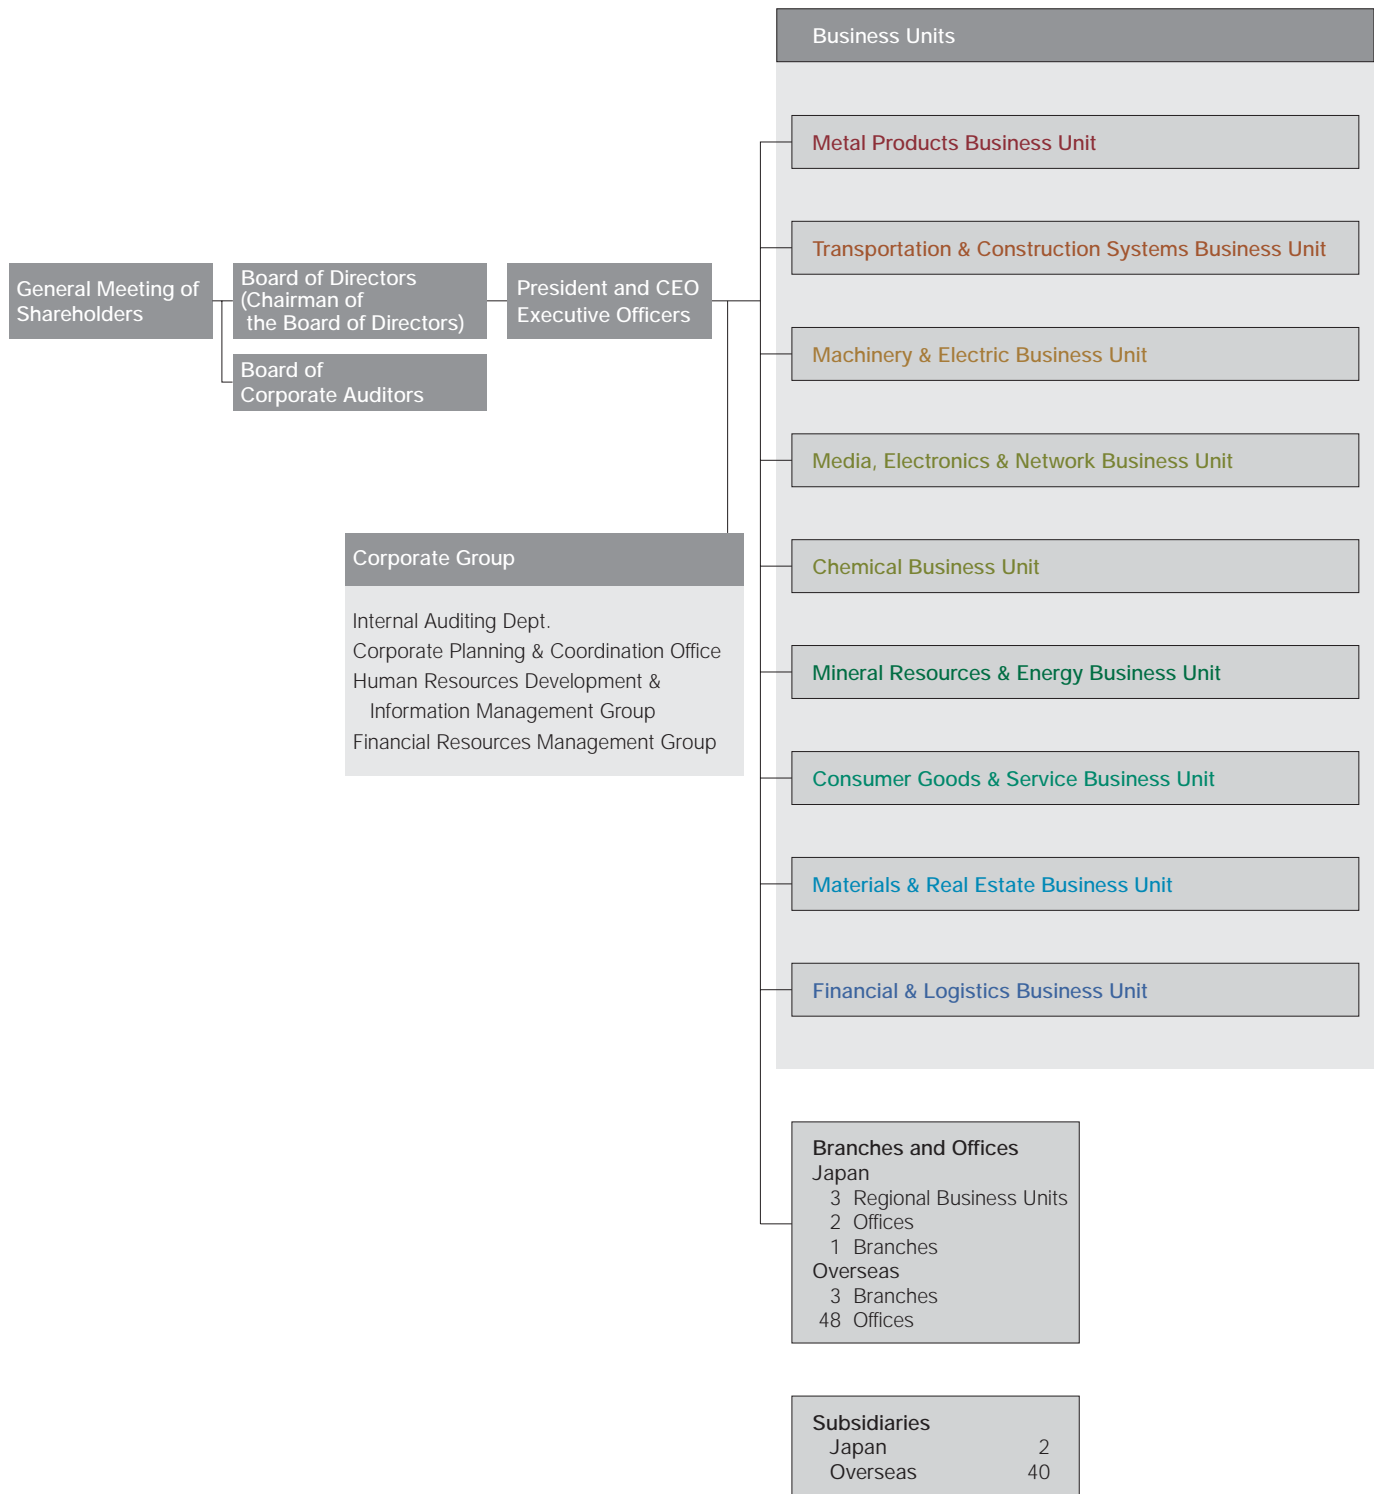 Business Units
Metal Products Business Unit
Transportation & Construction Systems Business Unit
General Meeting of
Shareholders
Board of Directors
(Chairman of
the Board of Directors)
President and CEO
Executive Officers
Machinery & Electric Business Unit
Board of
Corporate Auditors
Media, Electronics & Network Business Unit
Corporate Group
Internal Auditing Dept.
Corporate Planning & Coordination Office
Human Resources Development &
Information Management Group
Financial Resources Management Group
Chemical Business Unit
Mineral Resources & Energy Business Unit
Consumer Goods & Service Business Unit
Materials & Real Estate Business Unit
Financial & Logistics Business Unit
Branches and Offices
Japan
3 Regional Business Units
2 Offices
1 Branches
Overseas
3 Branches
48 Offices
Subsidiaries
Japan 2
Overseas 40